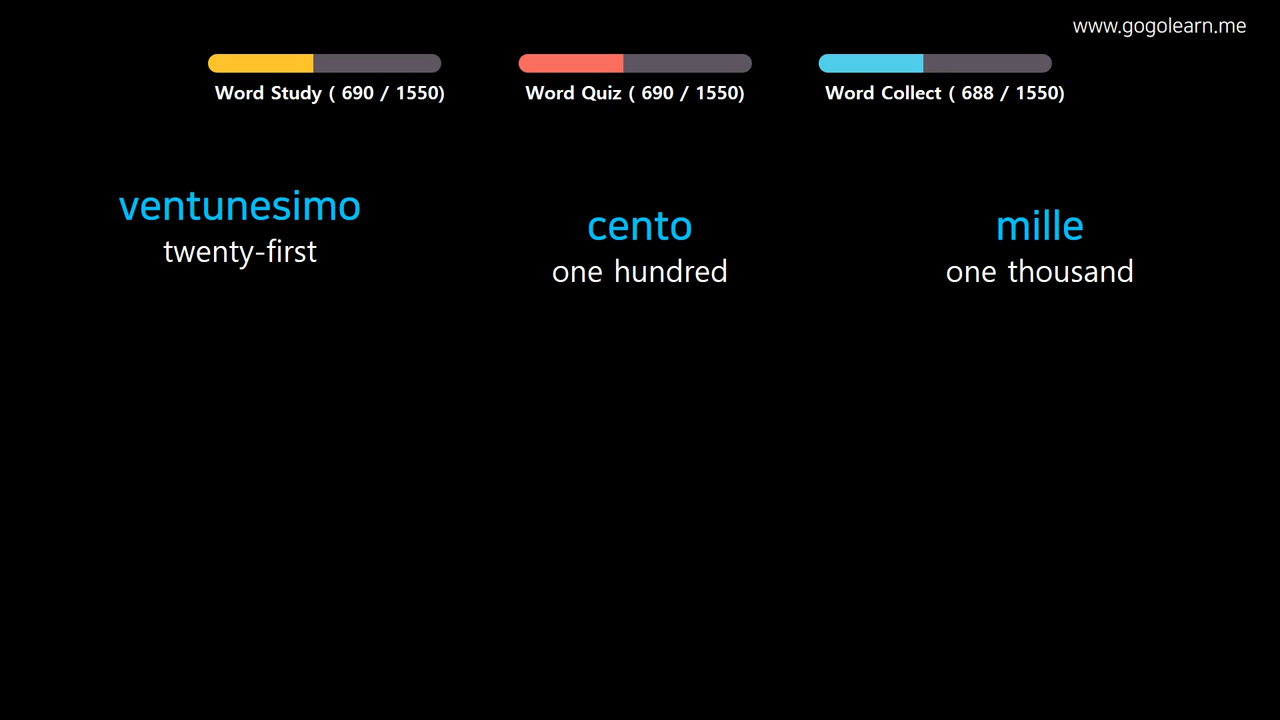 www.gogolearn.me
Word Study ( 690 / 1550)
Word Quiz ( 690 / 1550)
Word Collect ( 688 / 1550)
ventunesimo
twenty-first
cento
one hundred
mille
one thousand